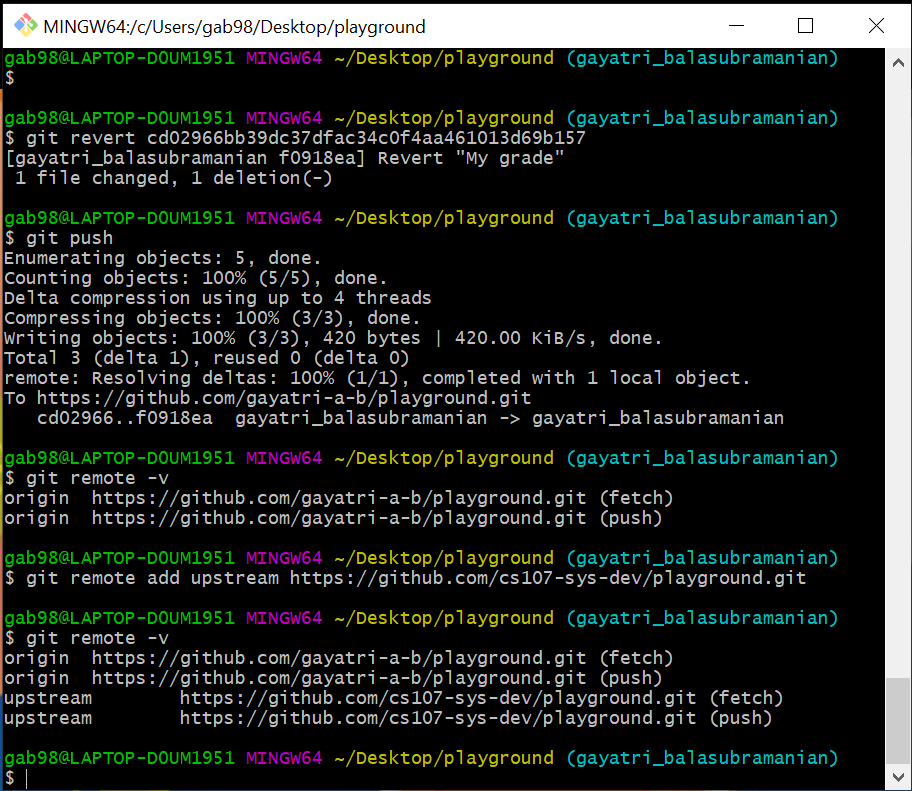 MINGW64:/c/Users/gab98/Desktop/playground
gab98@LAPTOP-DOUM1951 MINGW64 ~/Desktop/playground (gayatri_balasubramanian)
$
gab98@LAPTOP-DOUM1951 MINGW64 ~/Desktop/playground (gayatri_balasubramanian)
$ git revert cd02966bb39dc37dfac34c0f4aa461013d69b157
[gayatri_balasubramanian f0918ea] Revert "My grade"
 1 file changed, 1 deletion(-)
gab98@LAPTOP-DOUM1951 MINGW64 ~/Desktop/playground (gayatri_balasubramanian)
$ git push
Enumerating objects: 5, done.
Counting objects: 100% (5/5), done.
Delta compression using up to 4 threads
Compressing objects: 100% (3/3), done.
Writing objects: 100% (3/3), 420 bytes | 420.00 KiB/s, done.
Total 3 (delta 1), reused 0 (delta 0)
remote: Resolving deltas: 100% (1/1), completed with 1 local object.
To https://github.com/gayatri-a-b/playground.git
   cd02966..f0918ea  gayatri_balasubramanian -> gayatri_balasubramanian
gab98@LAPTOP-DOUM1951 MINGW64 ~/Desktop/playground (gayatri_balasubramanian)
$ git remote -v
origin  https://github.com/gayatri-a-b/playground.git (fetch)
origin  https://github.com/gayatri-a-b/playground.git (push)
gab98@LAPTOP-DOUM1951 MINGW64 ~/Desktop/playground (gayatri_balasubramanian)
$ git remote add upstream https://github.com/cs107-sys-dev/playground.git
gab98@LAPTOP-DOUM1951 MINGW64 ~/Desktop/playground (gayatri_balasubramanian)
$ git remote -v
origin  https://github.com/gayatri-a-b/playground.git (fetch)
origin  https://github.com/gayatri-a-b/playground.git (push)
upstream        https://github.com/cs107-sys-dev/playground.git (fetch)
upstream        https://github.com/cs107-sys-dev/playground.git (push)
gab98@LAPTOP-DOUM1951 MINGW64 ~/Desktop/playground (gayatri_balasubramanian)
$